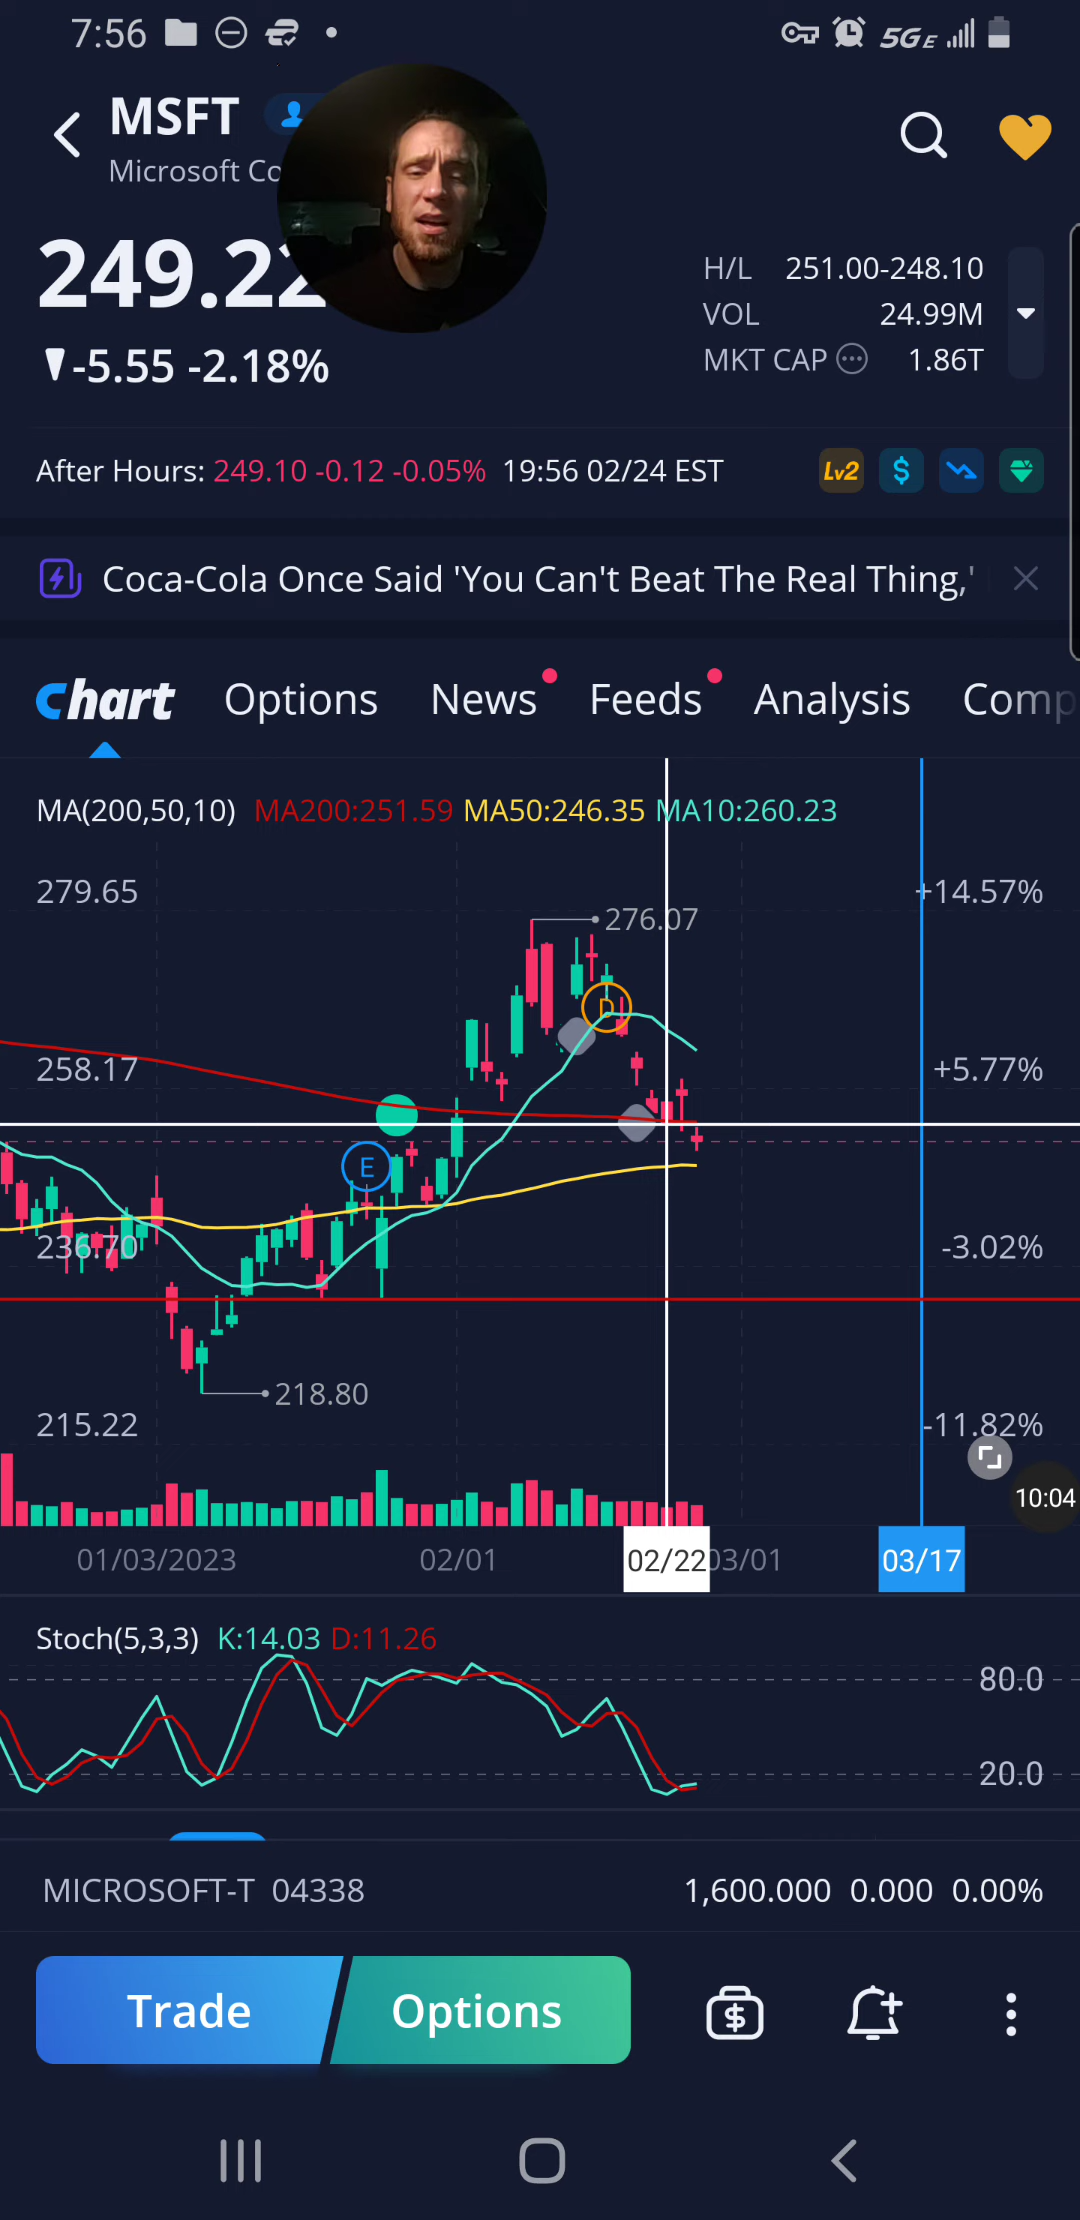 7:56
5GE
MSFT
Microsoft Co
249.22
-5.55 -2.18%
H/L 251.00-248.10
VOL 24.99M
MKT CAP 1.86T
After Hours: 249.10 -0.12 -0.05% 19:56 02/24 EST
Lv2 $
Coca-Cola Once Said 'You Can't Beat The Real Thing,'
Chart Options News Feeds Analysis Comp
MA(200,50,10) MA200:251.59 MA50:246.35 MA10:260.23
279.65 +14.57%
276.07
D
258.17 +5.77%
E
236.70 -3.02%
218.80
215.22 -11.82%
10:04
01/03/2023 02/01 02/22 03/01 03/17
Stoch(5,3,3) K:14.03 D:11.26
80.0
20.0
MICROSOFT-T 04338 1,600.000 0.000 0.00%
Trade Options $